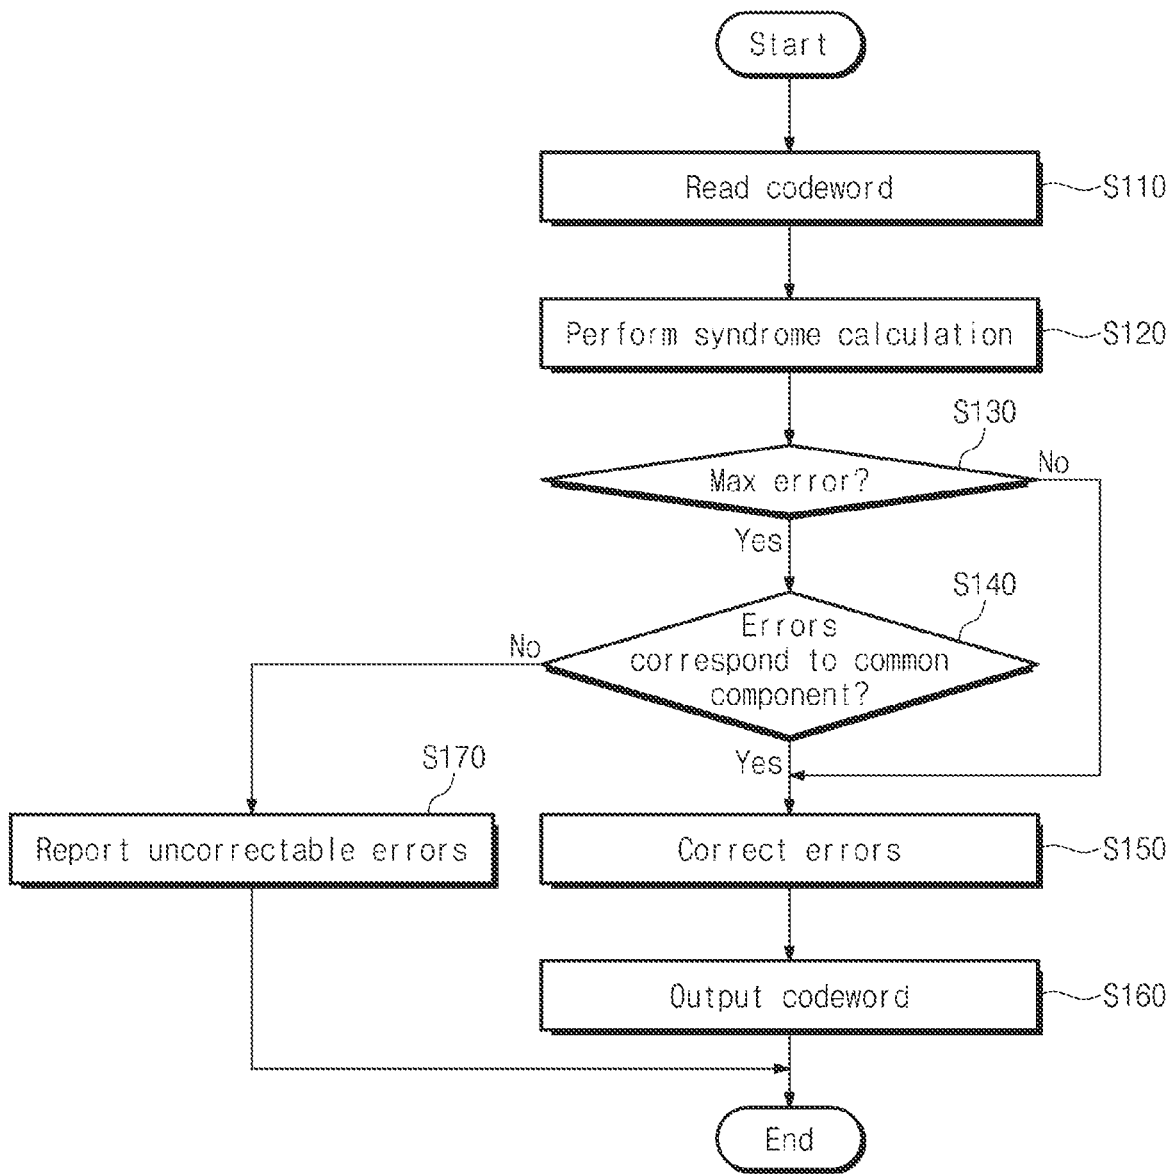 Start
Read codeword
S110
Perform syndrome calculation
S120
S130
Max error?
No
Yes
S140
Errors
correspond to common
component?
No
Yes
S170
Report uncorrectable errors
Correct errors
S150
Output codeword
S160
End